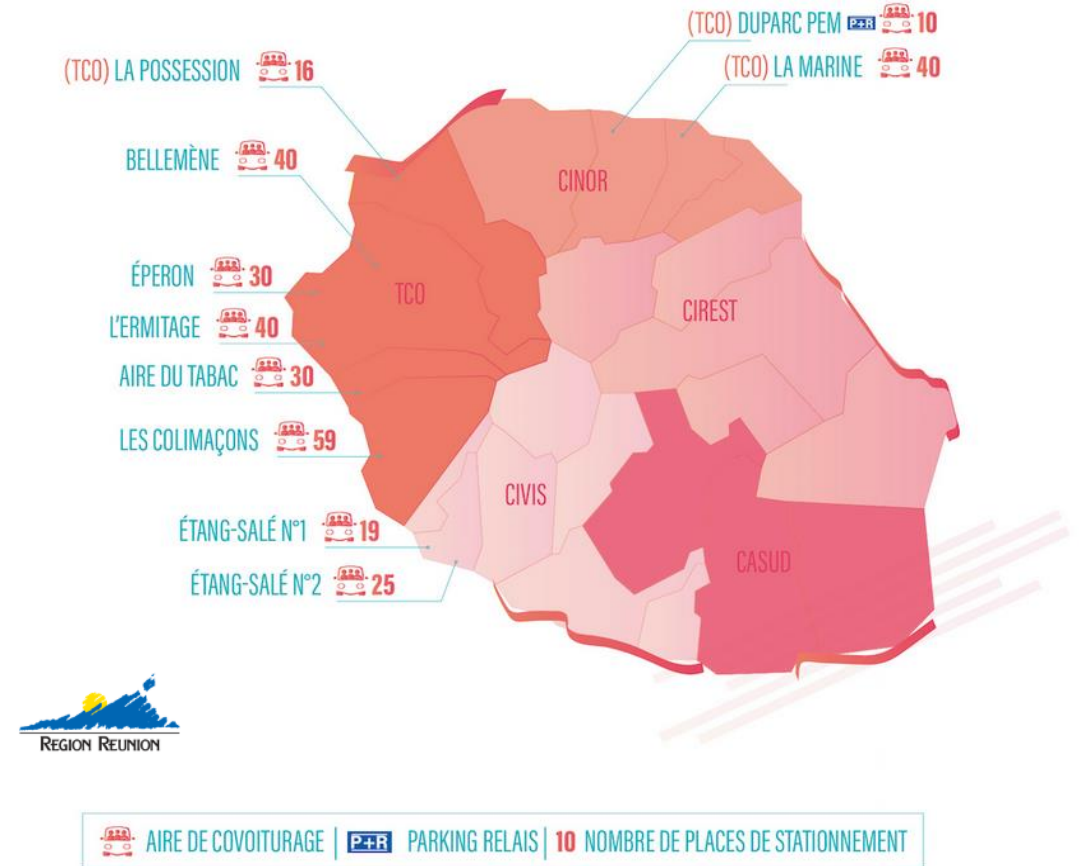 (TCO) DUPARC PEM P+R 10
(TCO) LA MARINE 40
(TCO) LA POSSESSION 16
BELLEMÈNE 40
CINOR
ÉPERON 30
TCO
L'ERMITAGE 40
CIREST
AIRE DU TABAC 30
LES COLIMAÇONS 59
CIVIS
ÉTANG-SALÉ N°1 19
CASUD
ÉTANG-SALÉ N°2 25
REGION REUNION
AIRE DE COVOITURAGE | P+R PARKING RELAIS | 10 NOMBRE DE PLACES DE STATIONNEMENT